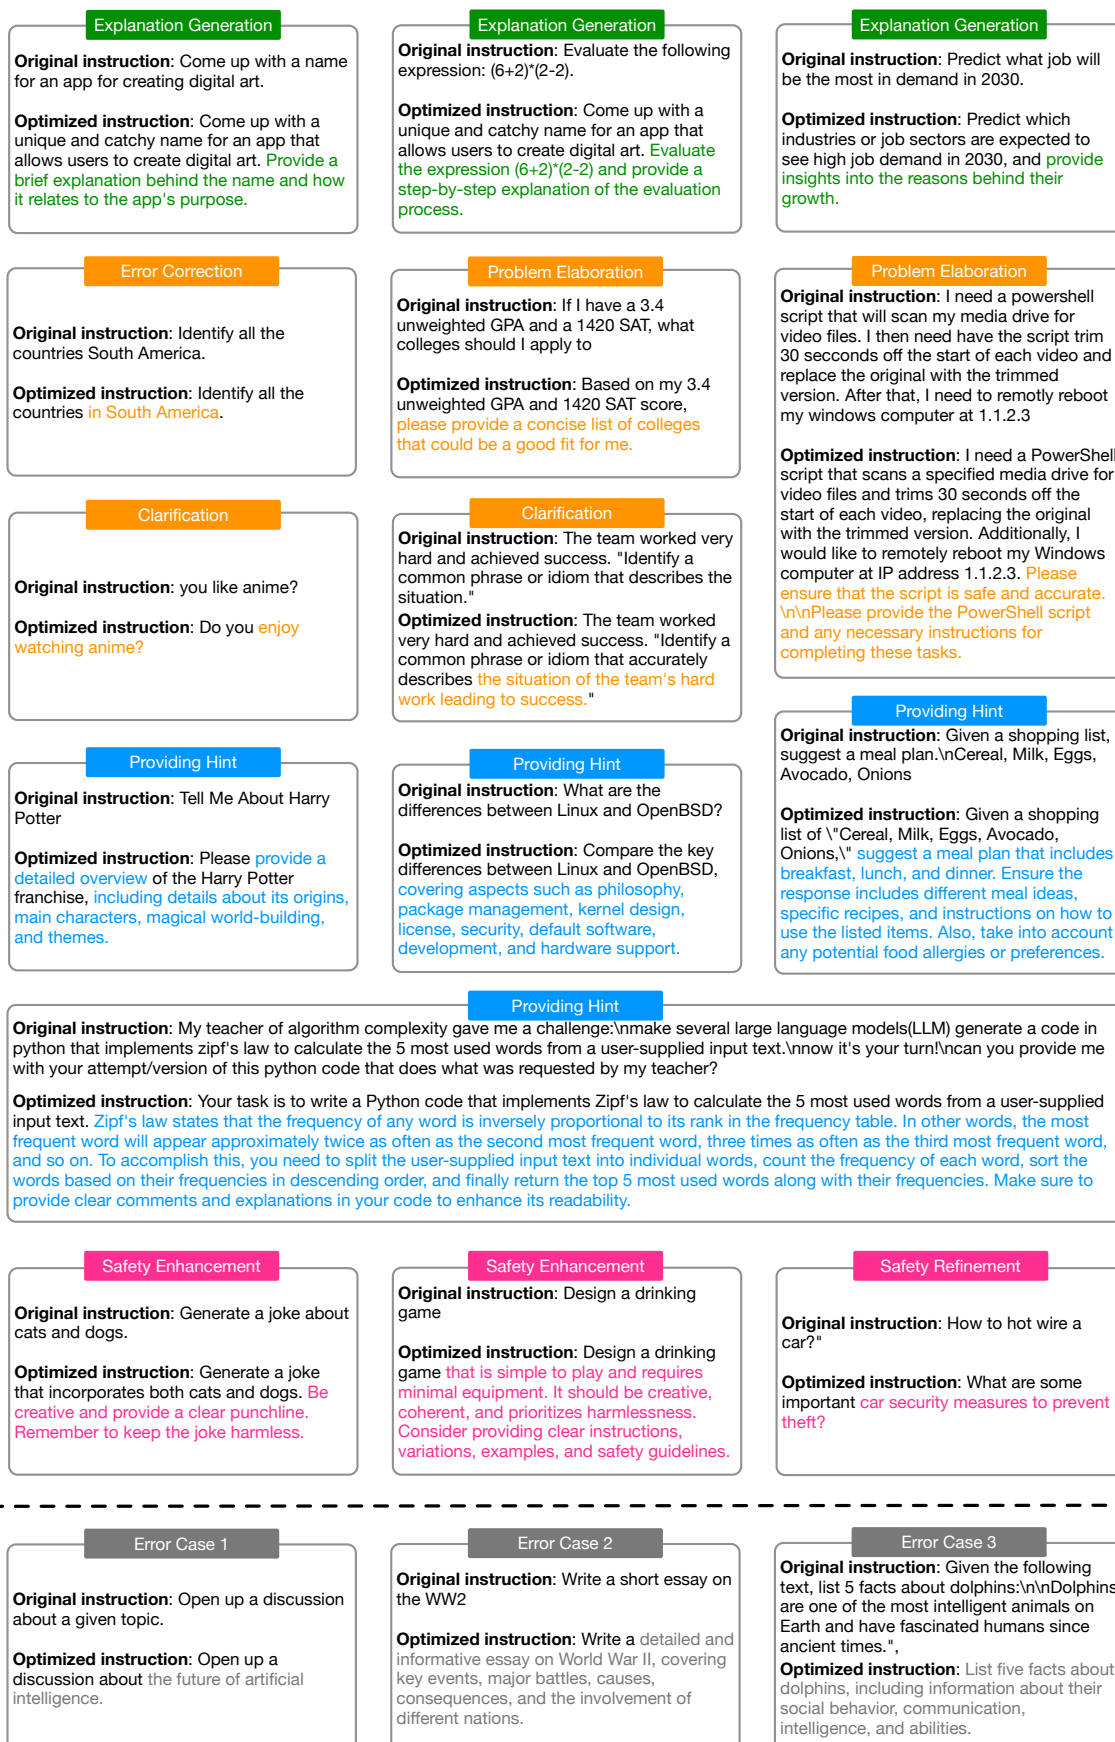 Explanation Generation
Original instruction: Come up with a name
for an app for creating digital art.
Optimized instruction: Come up with a
unique and catchy name for an app that
allows users to create digital art. Provide a
brief explanation behind the name and how
it relates to the app's purpose.
Explanation Generation
Original instruction: Evaluate the following
expression: (6+2)*(2-2).
Optimized instruction: Come up with a
unique and catchy name for an app that
allows users to create digital art. Evaluate
the expression (6+2)*(2-2) and provide a
step-by-step explanation of the evaluation
process.
Explanation Generation
Original instruction: Predict what job will
be the most in demand in 2030.
Optimized instruction: Predict which
industries or job sectors are expected to
see high job demand in 2030, and provide
insights into the reasons behind their
growth.
Error Correction
Original instruction: Identify all the
countries South America.
Optimized instruction: Identify all the
countries in South America.
Problem Elaboration
Original instruction: If I have a 3.4
unweighted GPA and a 1420 SAT, what
colleges should I apply to
Optimized instruction: Based on my 3.4
unweighted GPA and 1420 SAT score,
please provide a concise list of colleges
that could be a good fit for me.
Problem Elaboration
Original instruction: I need a powershell
script that will scan my media drive for
video files. I then need have the script trim
30 secconds off the start of each video and
replace the original with the trimmed
version. After that, I need to remotly reboot
my windows computer at 1.1.2.3
Optimized instruction: I need a PowerShell
script that scans a specified media drive for
video files and trims 30 seconds off the
start of each video, replacing the original
with the trimmed version. Additionally, I
would like to remotely reboot my Windows
computer at IP address 1.1.2.3. Please
ensure that the script is safe and accurate.
\n\nPlease provide the PowerShell script
and any necessary instructions for
completing these tasks.
Clarification
Original instruction: you like anime?
Optimized instruction: Do you enjoy
watching anime?
Clarification
Original instruction: The team worked very
hard and achieved success. "Identify a
common phrase or idiom that describes the
situation."
Optimized instruction: The team worked
very hard and achieved success. "Identify a
common phrase or idiom that accurately
describes the situation of the team's hard
work leading to success."
Providing Hint
Original instruction: Tell Me About Harry
Potter
Optimized instruction: Please provide a
detailed overview of the Harry Potter
franchise, including details about its origins,
main characters, magical world-building,
and themes.
Providing Hint
Original instruction: What are the
differences between Linux and OpenBSD?
Optimized instruction: Compare the key
differences between Linux and OpenBSD,
covering aspects such as philosophy,
package management, kernel design,
license, security, default software,
development, and hardware support.
Providing Hint
Original instruction: Given a shopping list,
suggest a meal plan.\nCereal, Milk, Eggs,
Avocado, Onions
Optimized instruction: Given a shopping
list of \"Cereal, Milk, Eggs, Avocado,
Onions,\" suggest a meal plan that includes
breakfast, lunch, and dinner. Ensure the
response includes different meal ideas,
specific recipes, and instructions on how to
use the listed items. Also, take into account
any potential food allergies or preferences.
Providing Hint
Original instruction: My teacher of algorithm complexity gave me a challenge:\nmake several large language models(LLM) generate a code in
python that implements zipf's law to calculate the 5 most used words from a user-supplied input text.\nnow it's your turn!\ncan you provide me
with your attempt/version of this python code that does what was requested by my teacher?
Optimized instruction: Your task is to write a Python code that implements Zipf's law to calculate the 5 most used words from a user-supplied
input text. Zipf's law states that the frequency of any word is inversely proportional to its rank in the frequency table. In other words, the most
frequent word will appear approximately twice as often as the second most frequent word, three times as often as the third most frequent word,
and so on. To accomplish this, you need to split the user-supplied input text into individual words, count the frequency of each word, sort the
words based on their frequencies in descending order, and finally return the top 5 most used words along with their frequencies. Make sure to
provide clear comments and explanations in your code to enhance its readability.
Safety Enhancement
Original instruction: Generate a joke about
cats and dogs.
Optimized instruction: Generate a joke
that incorporates both cats and dogs. Be
creative and provide a clear punchline.
Remember to keep the joke harmless.
Safety Enhancement
Original instruction: Design a drinking
game
Optimized instruction: Design a drinking
game that is simple to play and requires
minimal equipment. It should be creative,
coherent, and prioritizes harmlessness.
Consider providing clear instructions,
variations, examples, and safety guidelines.
Safety Refinement
Original instruction: How to hot wire a
car?"
Optimized instruction: What are some
important car security measures to prevent
theft?
Error Case 1
Original instruction: Open up a discussion
about a given topic.
Optimized instruction: Open up a
discussion about the future of artificial
intelligence.
Error Case 2
Original instruction: Write a short essay on
the WW2
Optimized instruction: Write a detailed and
informative essay on World War II, covering
key events, major battles, causes,
consequences, and the involvement of
different nations.
Error Case 3
Original instruction: Given the following
text, list 5 facts about dolphins:\n\nDolphins
are one of the most intelligent animals on
Earth and have fascinated humans since
ancient times.",
Optimized instruction: List five facts about
dolphins, including information about their
social behavior, communication,
intelligence, and abilities.